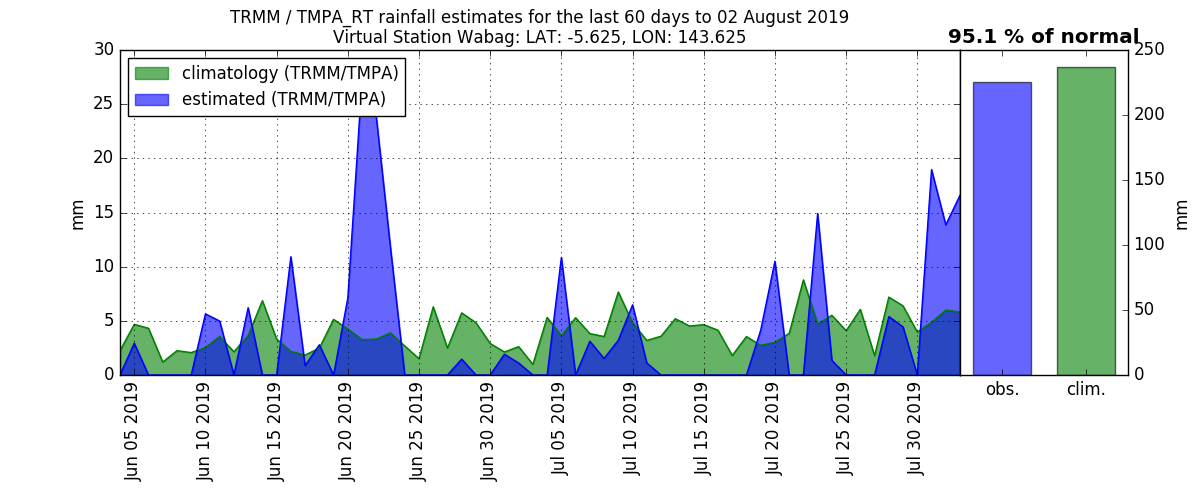 TRMM / TMPA_RT rainfall estimates for the last 60 days to 02 August 2019
Virtual Station Wabag: LAT: -5.625, LON: 143.625
95.1 % of normal
climatology (TRMM/TMPA)
estimated (TRMM/TMPA)
30
25
20
15
10
5
0
mm
Jun 05 2019
Jun 10 2019
Jun 15 2019
Jun 20 2019
Jun 25 2019
Jun 30 2019
Jul 05 2019
Jul 10 2019
Jul 15 2019
Jul 20 2019
Jul 25 2019
Jul 30 2019
obs.
clim.
250
200
150
100
50
0
mm